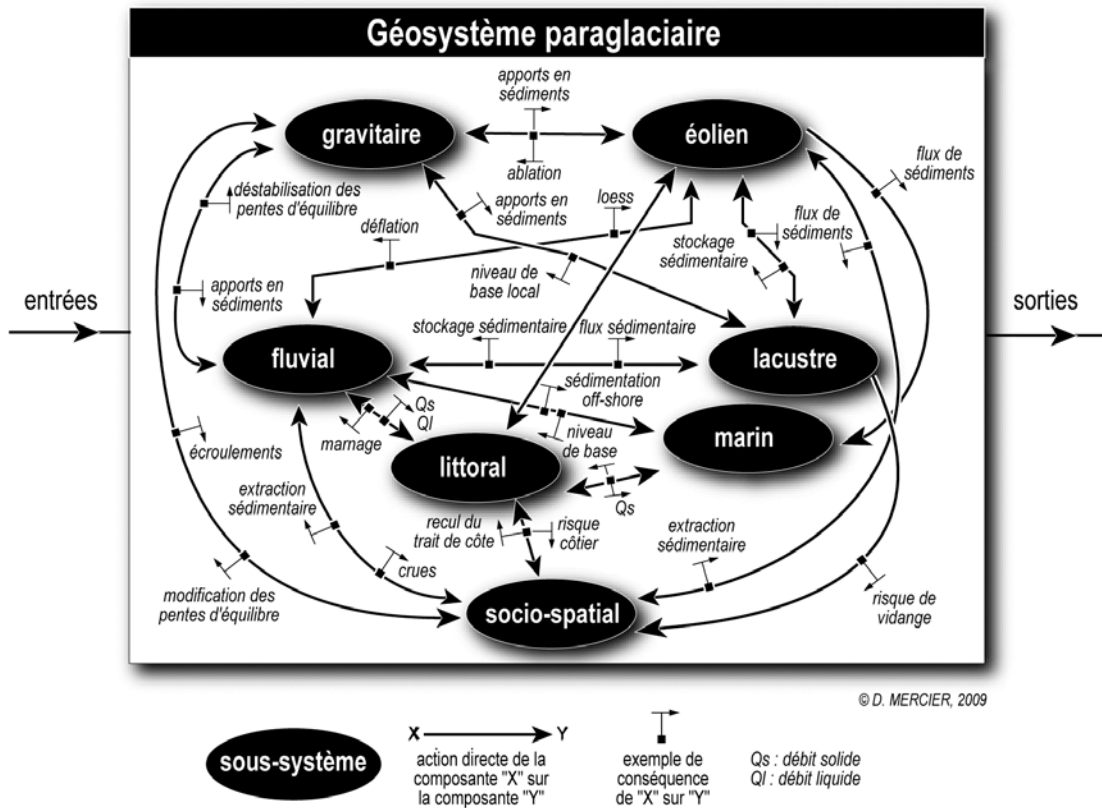 Géosystème paraglaciaire
apports en
sédiments
gravitaire
éolien
ablation
flux de
sédiments
déstabilisation des
pentes d'équilibre
apports en
sédiments
loess
déflation
flux de
sédiments
stockage
sédimentaire
niveau de
base local
entrées
apports en
sédiments
sorties
stockage sédimentaire
flux sédimentaire
fluvial
lacustre
sédimentation
off-shore
Qs
Ql
marnage
niveau
de base
marin
littoral
écroulements
Qs
extraction
sédimentaire
recul du
trait de côte
risque
côtier
extraction
sédimentaire
crues
modification des
pentes d'équilibre
risque de
vidange
socio-spatial
© D. MERCIER, 2009
sous-système
X
Y
action directe de la
composante "X" sur
la composante "Y"
exemple de
conséquence
de "X" sur "Y"
Qs : débit solide
Ql : débit liquide